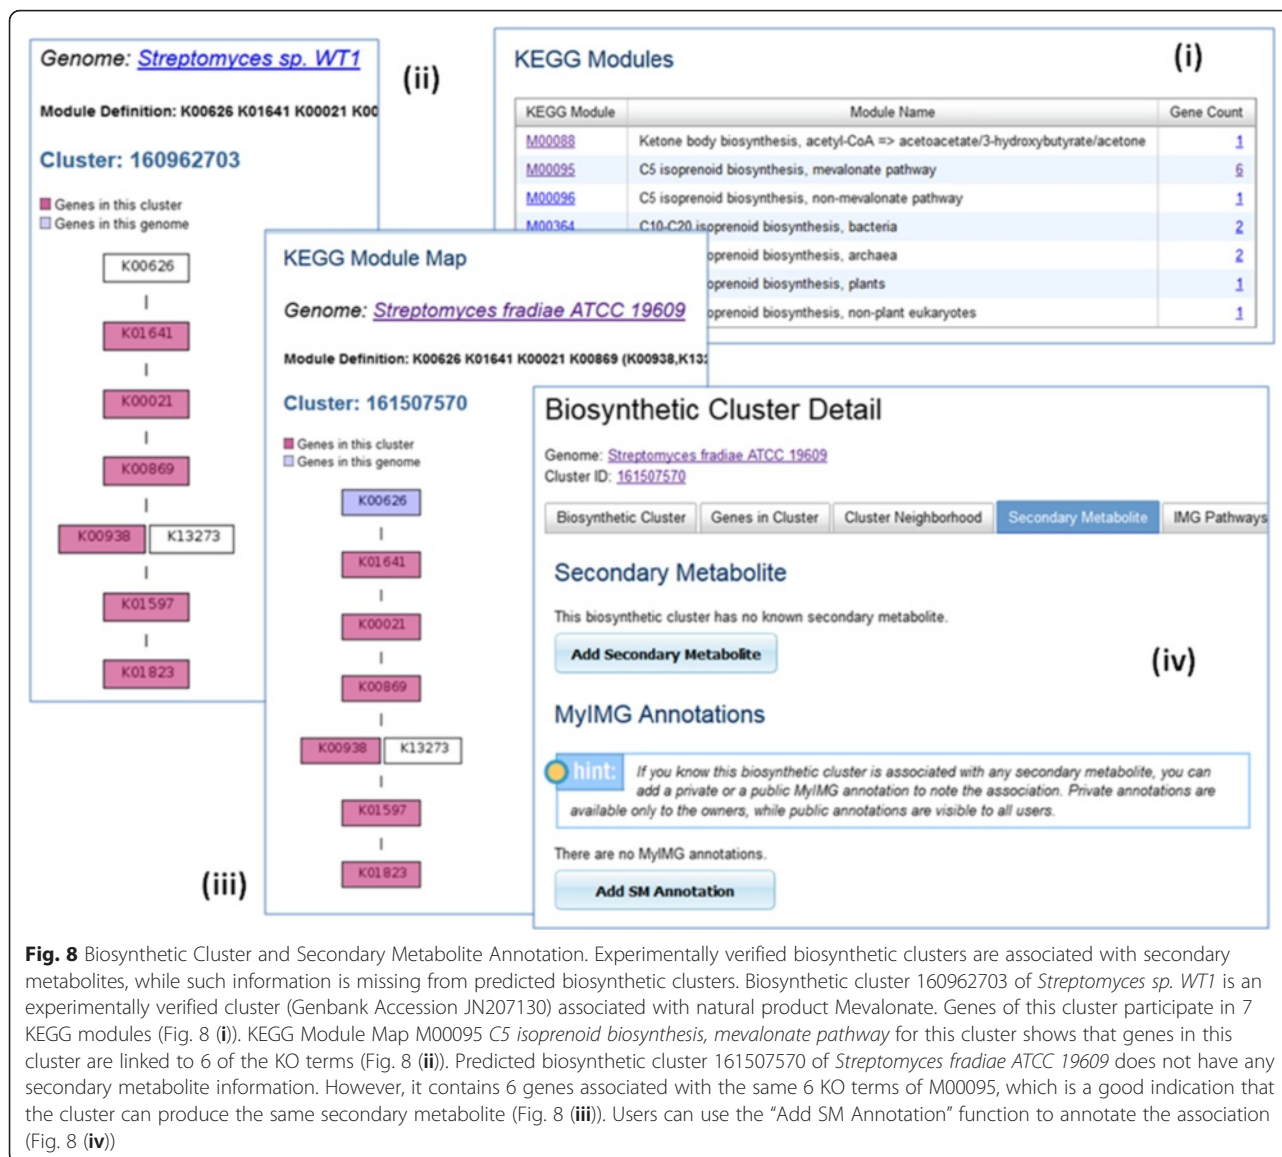 Genome: Streptomyces sp. WT1
(ii)
Module Definition: K00626 K01641 K00021 K00
Cluster: 160962703
Genes in this cluster
Genes in this genome
K00626
K01641
K00021
K00869
K00938 K13273
K01597
K01823
KEGG Modules
(i)
KEGG Module Module Name Gene Count
M00088 Ketone body biosynthesis, acetyl-CoA => acetoacetate/3-hydroxybutyrate/acetone 1
M00095 C5 isoprenoid biosynthesis, mevalonate pathway 6
M00096 C5 isoprenoid biosynthesis, non-mevalonate pathway 1
M00364 C10-C20 isoprenoid biosynthesis, bacteria 2
oprenoid biosynthesis, archaea 2
oprenoid biosynthesis, plants 1
oprenoid biosynthesis, non-plant eukaryotes 1
KEGG Module Map
Genome: Streptomyces fradiae ATCC 19609
Module Definition: K00626 K01641 K00021 K00869 (K00938,K13
Cluster: 161507570
Genes in this cluster
Genes in this genome
K00626
K01641
K00021
K00869
K00938 K13273
K01597
K01823
(iii)
Biosynthetic Cluster Detail
Genome: Streptomyces fradiae ATCC 19609
Cluster ID: 161507570
Biosynthetic Cluster Genes in Cluster Cluster Neighborhood Secondary Metabolite IMG Pathways
Secondary Metabolite
This biosynthetic cluster has no known secondary metabolite.
Add Secondary Metabolite
(iv)
MyIMG Annotations
hint: If you know this biosynthetic cluster is associated with any secondary metabolite, you can
add a private or a public MyIMG annotation to note the association. Private annotations are
available only to the owners, while public annotations are visible to all users.
There are no MyIMG annotations.
Add SM Annotation
Fig. 8 Biosynthetic Cluster and Secondary Metabolite Annotation. Experimentally verified biosynthetic clusters are associated with secondary
metabolites, while such information is missing from predicted biosynthetic clusters. Biosynthetic cluster 160962703 of Streptomyces sp. WT1 is an
experimentally verified cluster (Genbank Accession JN207130) associated with natural product Mevalonate. Genes of this cluster participate in 7
KEGG modules (Fig. 8 (i)). KEGG Module Map M00095 C5 isoprenoid biosynthesis, mevalonate pathway for this cluster shows that genes in this
cluster are linked to 6 of the KO terms (Fig. 8 (ii)). Predicted biosynthetic cluster 161507570 of Streptomyces fradiae ATCC 19609 does not have any
secondary metabolite information. However, it contains 6 genes associated with the same 6 KO terms of M00095, which is a good indication that
the cluster can produce the same secondary metabolite (Fig. 8 (iii)). Users can use the "Add SM Annotation" function to annotate the association
(Fig. 8 (iv))